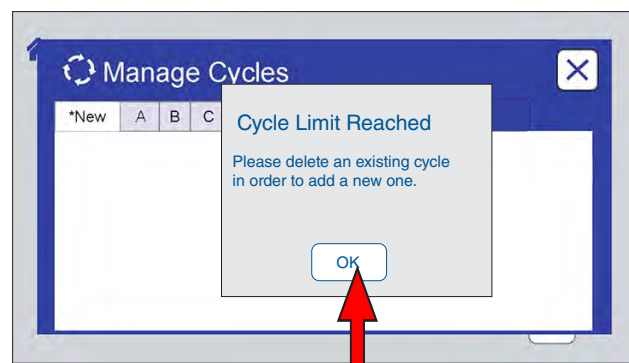 Manage Cycles
*New A B C
Cycle Limit Reached
Please delete an existing cycle
in order to add a new one.
OK